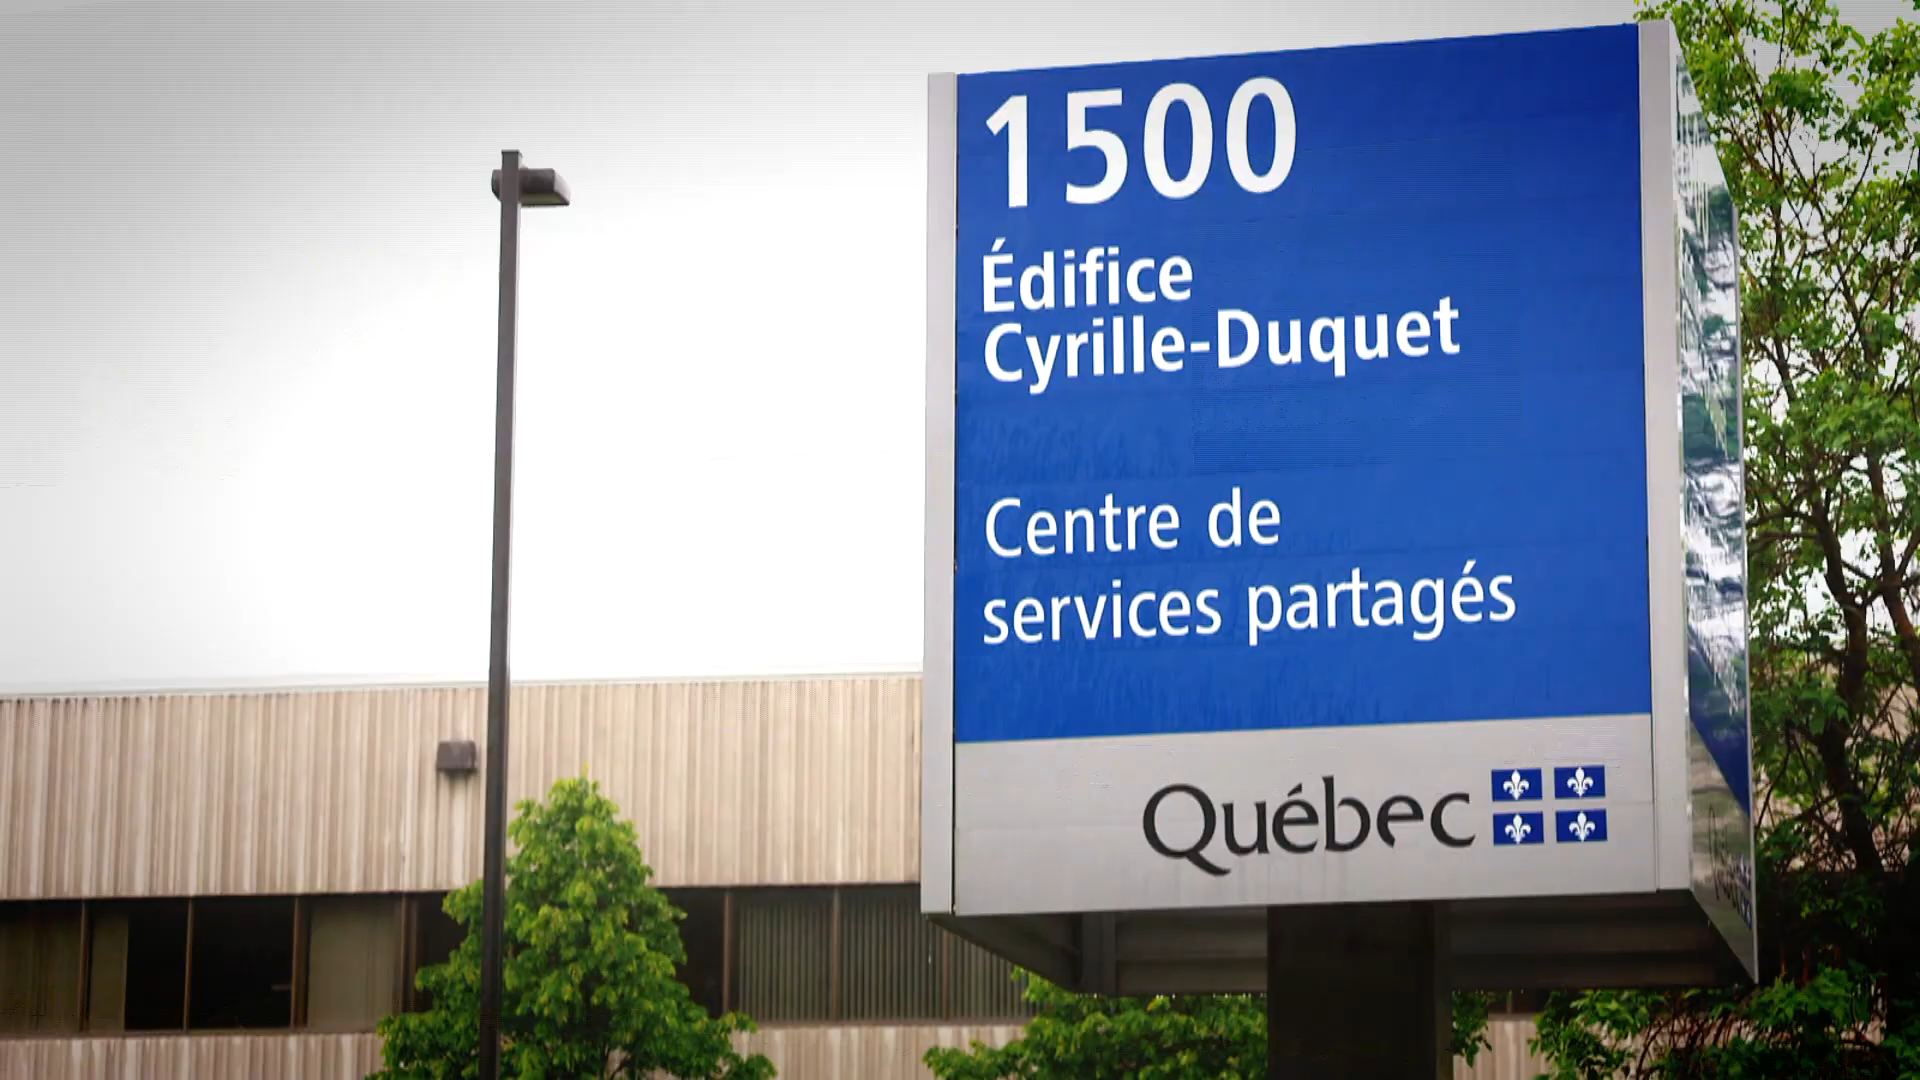 1500
Édifice
Cyrille-Duquet
Centre de
services partagés
Québec